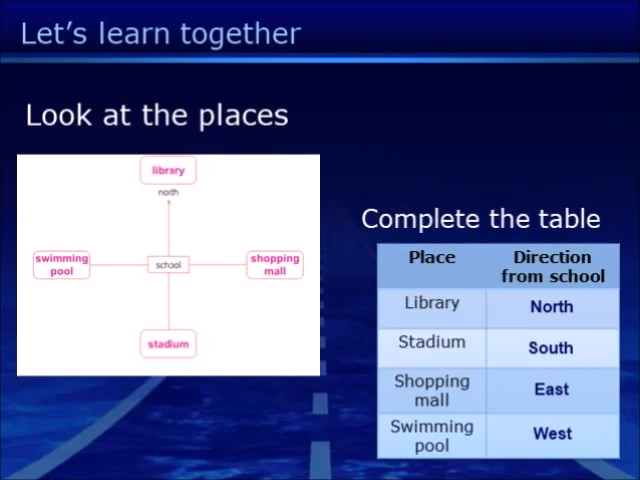 Let's learn together
Look at the places
library
north
swimming
pool
school
shopping
mall
stadium
Complete the table
Place
Direction
from school
Library
North
Stadium
South
Shopping
mall
East
Swimming
pool
West